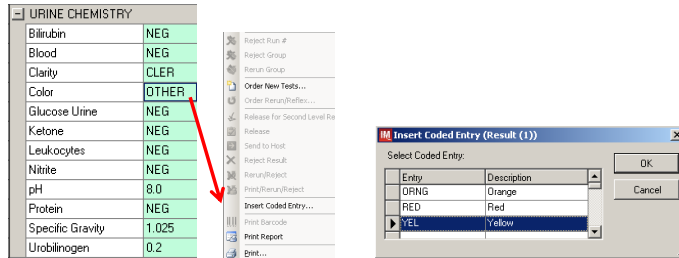 URINE CHEMISTRY
Bilirubin NEG
Blood NEG
Clarity CLER
Color OTHER
Glucose Urine NEG
Ketone NEG
Leukocytes NEG
Nitrite NEG
pH 8.0
Protein NEG
Specific Gravity 1.025
Urobilinogen 0.2
Reject Run #
Reject Group
Rerun Group
Order New Tests...
Order Rerun/Reflex...
Release for Second Level Re
Release
Send to Host
Reject Result
Rerun/Reject
Print/Rerun/Reject
Insert Coded Entry...
Print Barcode
Print Report
Print...
IM Insert Coded Entry (Result (1))
Select Coded Entry:
Entry Description
ORNG Orange
RED Red
YEL Yellow
OK
Cancel